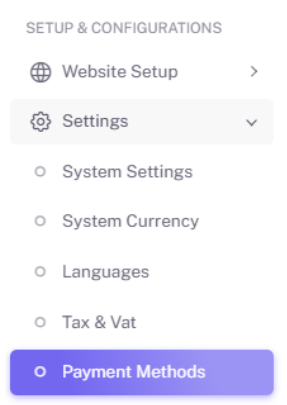 SETUP & CONFIGURATIONS
Website Setup
Settings
System Settings
System Currency
Languages
Tax & Vat
Payment Methods